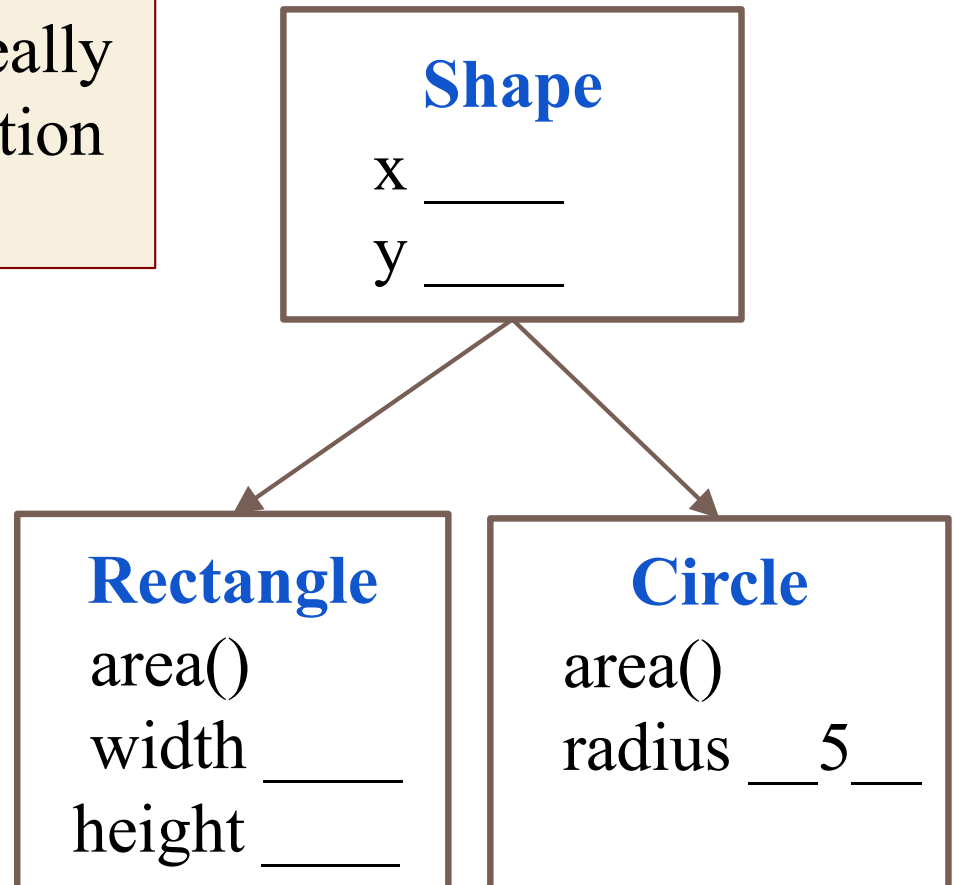 eally
tion
Shape
x _____
y _____
Rectangle
area()
width _____
height _____
Circle
area()
radius __5__